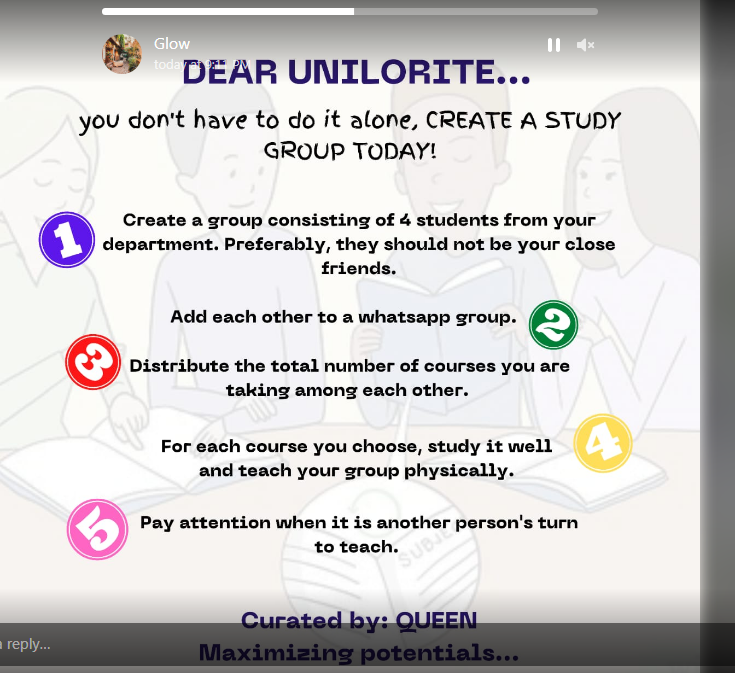 Glow
today at 9:11 PM
DEAR UNILORITE...
you don't have to do it alone, CREATE A STUDY
GROUP TODAY!
1
Create a group consisting of 4 students from your
department. Preferably, they should not be your close
friends.
Add each other to a whatsapp group.
2
3
Distribute the total number of courses you are
taking among each other.
For each course you choose, study it well
and teach your group physically.
4
5
Pay attention when it is another person's turn
to teach.
SUBJE
Curated by: QUEEN
reply...
Maximizing potentials...